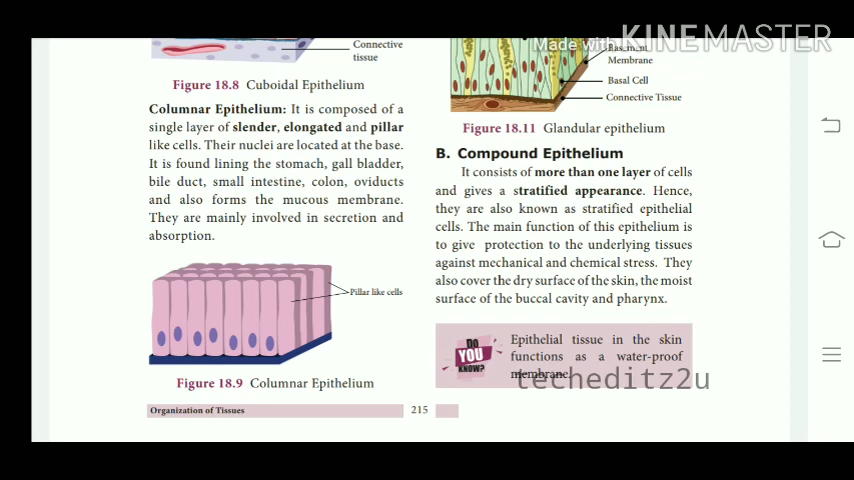 Made with KINEMASTER
Connective
tissue
Figure 18.8 Cuboidal Epithelium
Columnar Epithelium: It is composed of a
single layer of slender, elongated and pillar
like cells. Their nuclei are located at the base.
It is found lining the stomach, gall bladder,
bile duct, small intestine, colon, oviducts
and also forms the mucous membrane.
They are mainly involved in secretion and
absorption.
Pillar like cells
Figure 18.9 Columnar Epithelium
Organization of Tissues
215
Basement
Membrane
Basal Cell
Connective Tissue
Figure 18.11 Glandular epithelium
B. Compound Epithelium
It consists of more than one layer of cells
and gives a stratified appearance. Hence,
they are also known as stratified epithelial
cells. The main function of this epithelium is
to give protection to the underlying tissues
against mechanical and chemical stress. They
also cover the dry surface of the skin, the moist
surface of the buccal cavity and pharynx.
DO
YOU
KNOW?
Epithelial tissue in the skin
functions as a water-proof
membrane.
techeditz2u